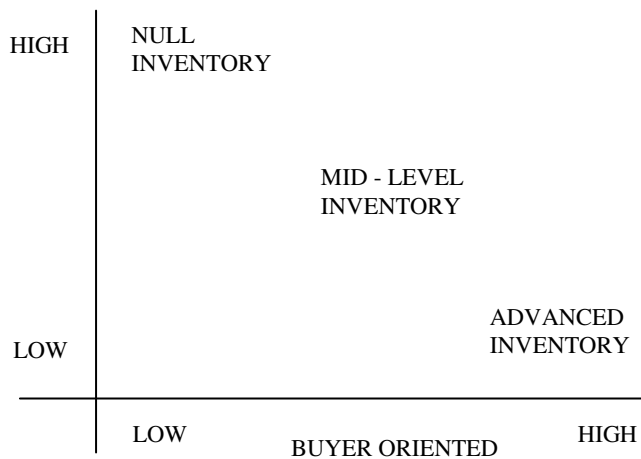 HIGH
NULL
INVENTORY
MID - LEVEL
INVENTORY
ADVANCED
INVENTORY
LOW
LOW
BUYER ORIENTED
HIGH